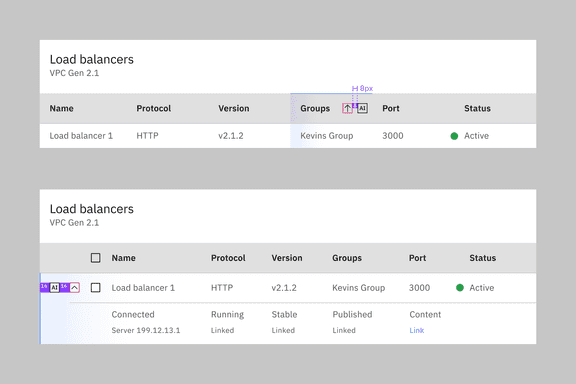 Load balancers
VPC Gen 2.1
8px
Name Protocol Version Groups AI Port Status
Load balancer 1 HTTP v2.1.2 Kevins Group 3000 Active
Load balancers
VPC Gen 2.1
Name Protocol Version Groups Port Status
16 AI 16 Load balancer 1 HTTP v2.1.2 Kevins Group 3000 Active
Connected Running Stable Published Content
Server 199.12.13.1 Linked Linked Linked Link